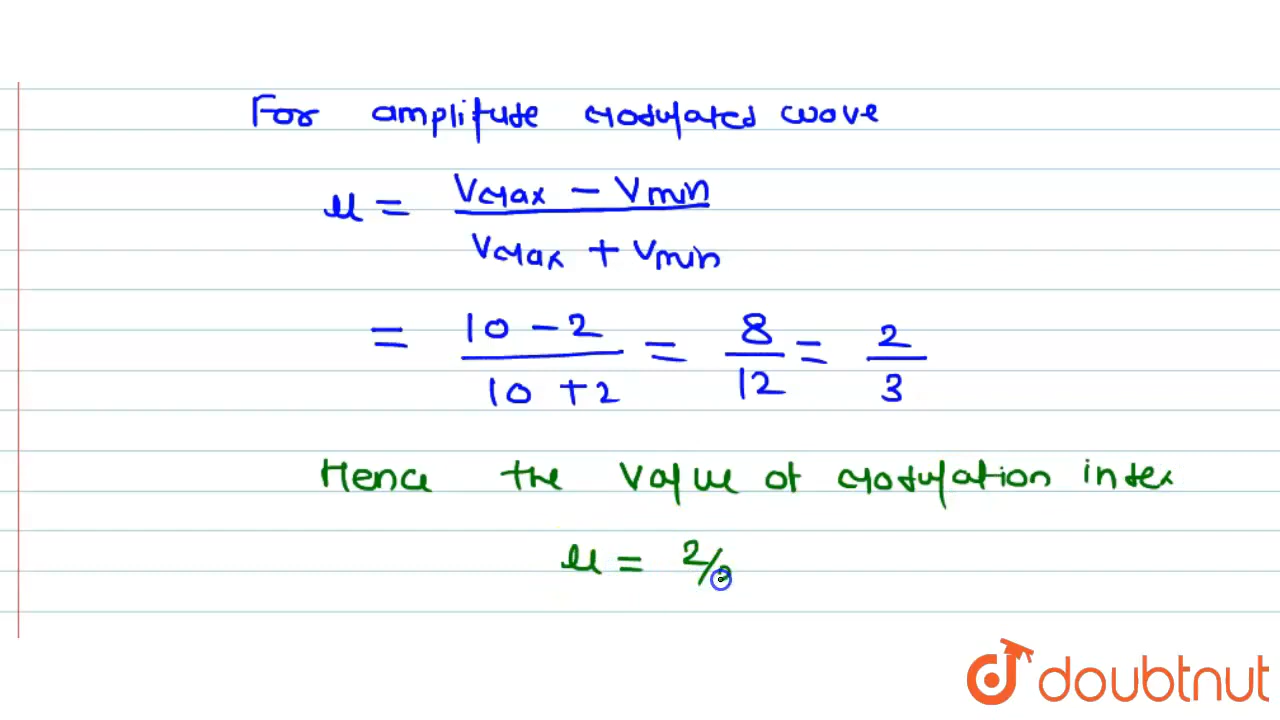 For amplitude modulated wave
μ = Vmax - Vmin
Vmax + Vmin
= 10 - 2 = 8 = 2
10 + 2 12 3
Hence the value of modulation index
μ = 2/
doubtnut